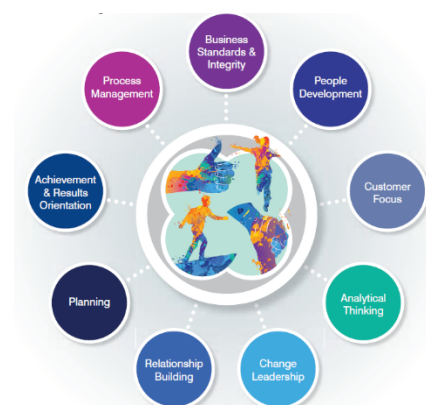 Business
Standards &
Integrity
People
Development
Customer
Focus
Analytical
Thinking
Change
Leadership
Relationship
Building
Planning
Achievement
& Results
Orientation
Process
Management